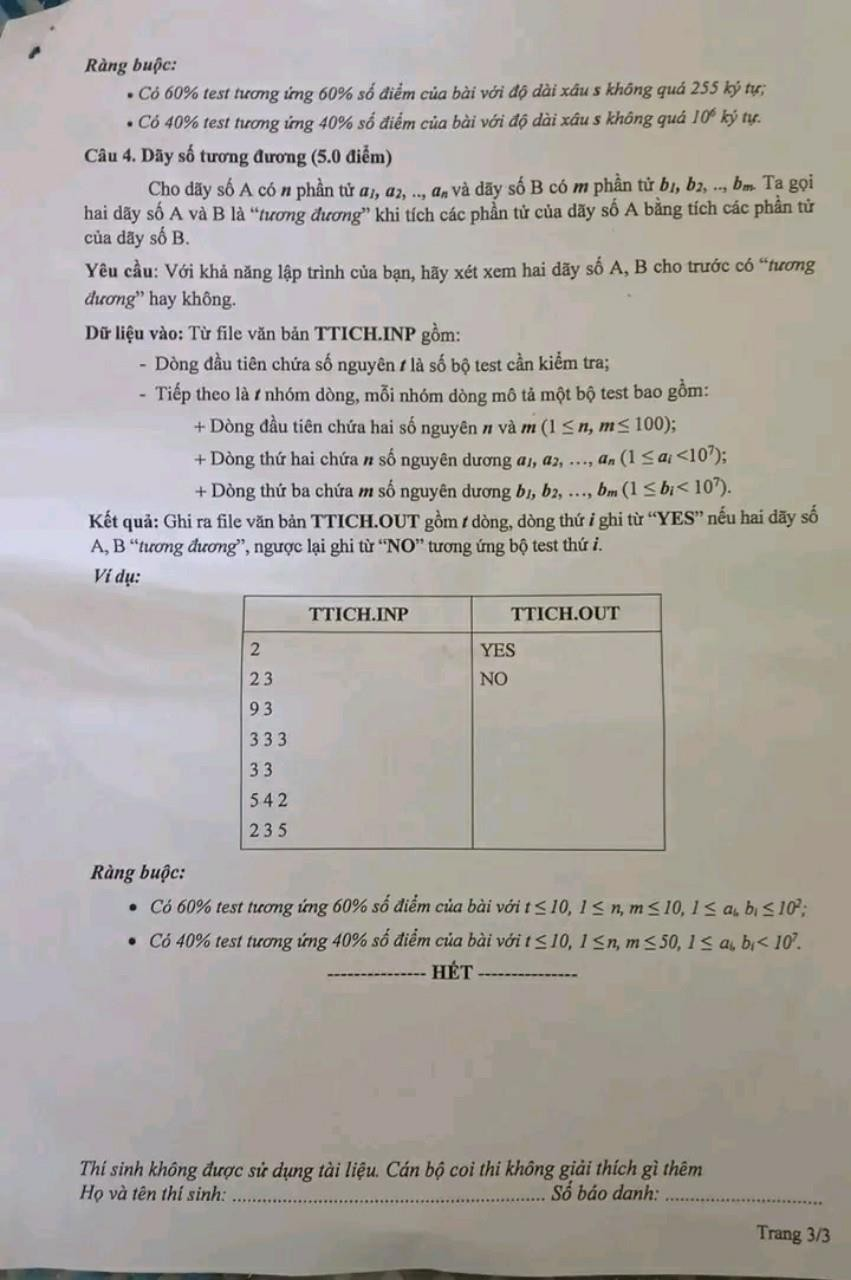 Ràng buộc:
• Có 60% test tương ứng 60% số điểm của bài với độ dài xâu s không quá 255 ký tự;
• Có 40% test tương ứng 40% số điểm của bài với độ dài xâu s không quá 10⁶ ký tự.
Câu 4. Dãy số tương đương (5.0 điểm)
Cho dãy số A có n phần tử a₁, a₂, .., aₙ và dãy số B có m phần tử b₁, b₂, .., bₘ. Ta gọi
hai dãy số A và B là “tương đương” khi tích các phần tử của dãy số A bằng tích các phần tử
của dãy số B.
Yêu cầu: Với khả năng lập trình của bạn, hãy xét xem hai dãy số A, B cho trước có “tương
đương” hay không.
Dữ liệu vào: Từ file văn bản TTICH.INP gồm:
- Dòng đầu tiên chứa số nguyên t là số bộ test cần kiểm tra;
- Tiếp theo là t nhóm dòng, mỗi nhóm dòng mô tả một bộ test bao gồm:
+ Dòng đầu tiên chứa hai số nguyên n và m (1 ≤ n, m ≤ 100);
+ Dòng thứ hai chứa n số nguyên dương a₁, a₂, …, aₙ (1 ≤ aᵢ <10⁷);
+ Dòng thứ ba chứa m số nguyên dương b₁, b₂, …, bₘ (1 ≤ bᵢ< 10⁷).
Kết quả: Ghi ra file văn bản TTICH.OUT gồm t dòng, dòng thứ i ghi từ “YES” nếu hai dãy số
A, B “tương đương”, ngược lại ghi từ “NO” tương ứng bộ test thứ i.
Ví dụ:
TTICH.INP TTICH.OUT
2 YES
2 3 NO
9 3
3 3 3
3 3
5 4 2
2 3 5
Ràng buộc:
• Có 60% test tương ứng 60% số điểm của bài với t ≤ 10, 1 ≤ n, m ≤ 10, 1 ≤ aᵢ, bᵢ ≤ 10²;
• Có 40% test tương ứng 40% số điểm của bài với t ≤ 10, 1 ≤n, m ≤ 50, 1 ≤ aᵢ, bᵢ< 10⁷.
--------------- HẾT ---------------
Thí sinh không được sử dụng tài liệu. Cán bộ coi thi không giải thích gì thêm
Họ và tên thí sinh: ........................................................ Số báo danh: ............................
Trang 3/3